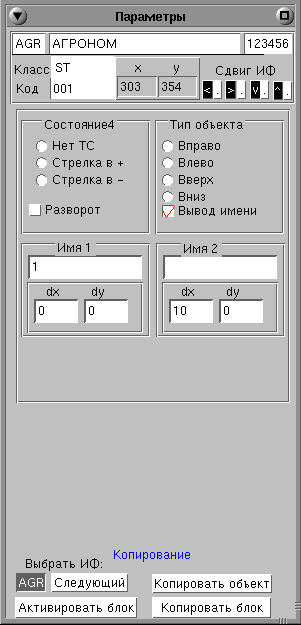 Параметры
AGR АГРОНОМ 123456
Класс ST x y Сдвиг ИФ
Код 001 303 354 < . > . v . ^ .
Состояние4 Тип объекта
Нет ТС Вправо
Стрелка в + Влево
Стрелка в – Вверх
Вниз
Разворот Вывод имени
Имя 1 Имя 2
1
dx dy dx dy
0 0 10 0
Копирование
Выбрать ИФ:
AGR Следующий Копировать объект
Активировать блок Копировать блок